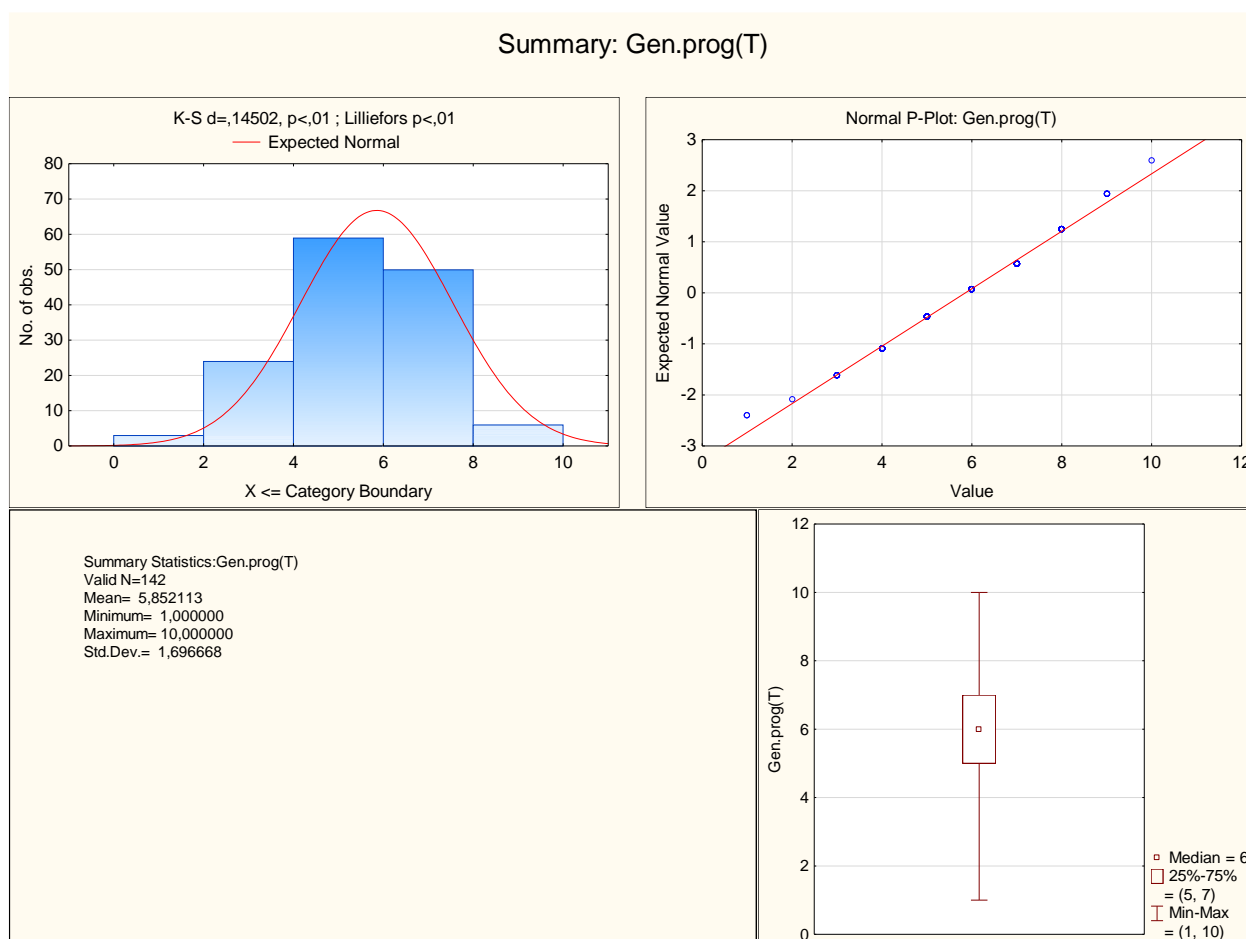 Summary: Gen.prog(T)
K-S d=,14502, p<,01 ; Lilliefors p<,01
Expected Normal
80
70
60
50
40
30
20
10
0
No. of obs.
0 2 4 6 8 10
X <= Category Boundary
Normal P-Plot: Gen.prog(T)
3
2
1
0
-1
-2
-3
Expected Normal Value
0 2 4 6 8 10 12
Value
Summary Statistics:Gen.prog(T)
Valid N=142
Mean= 5,852113
Minimum= 1,000000
Maximum= 10,000000
Std.Dev.= 1,696668
12
10
8
6
4
2
0
Gen.prog(T)
Median = 6
25%-75%
= (5, 7)
Min-Max
= (1, 10)